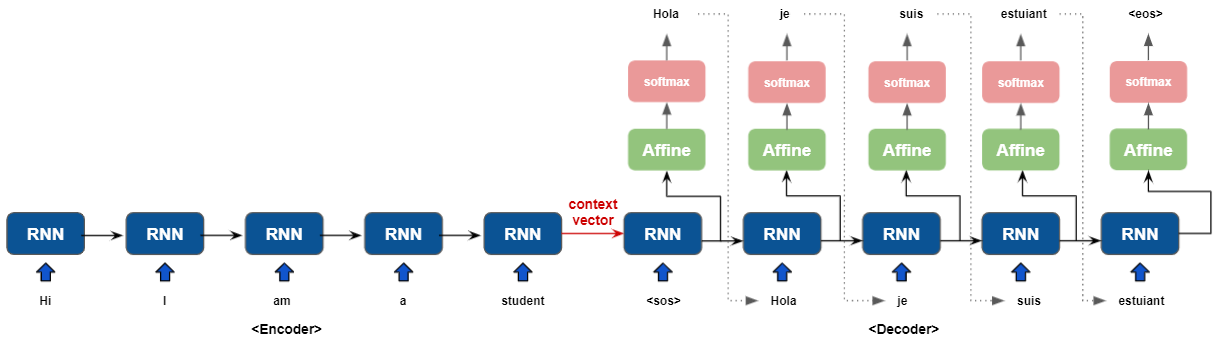 Hola je suis estuiant <eos>
softmax softmax softmax softmax softmax
Affine Affine Affine Affine Affine
context
vector
RNN RNN RNN RNN RNN RNN RNN RNN RNN RNN
Hi I am a student <sos> Hola je suis estuiant
<Encoder> <Decoder>